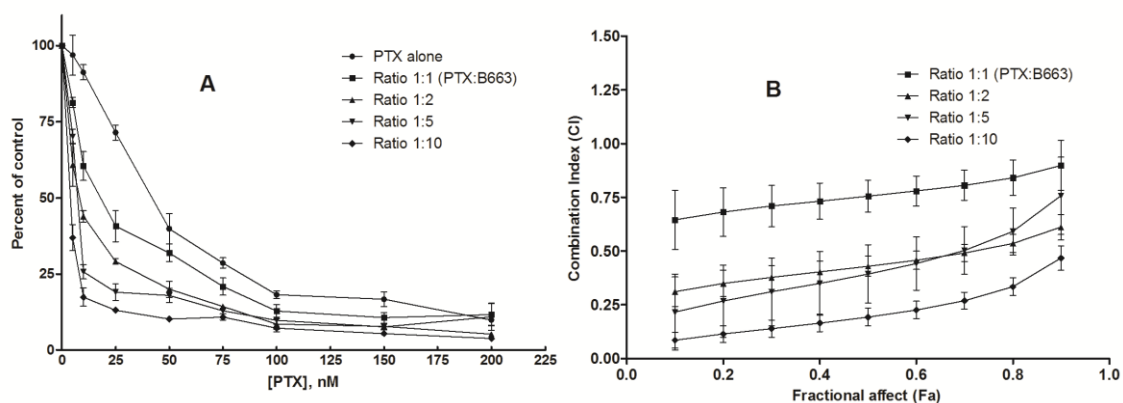 A
PTX alone
Ratio 1:1 (PTX:B663)
Ratio 1:2
Ratio 1:5
Ratio 1:10
Percent of control
100
75
50
25
0
0 25 50 75 100 125 150 175 200 225
[PTX], nM
B
Ratio 1:1 (PTX:B663)
Ratio 1:2
Ratio 1:5
Ratio 1:10
Combination Index (CI)
1.50
1.25
1.00
0.75
0.50
0.25
0.00
0.0 0.2 0.4 0.6 0.8 1.0
Fractional affect (Fa)